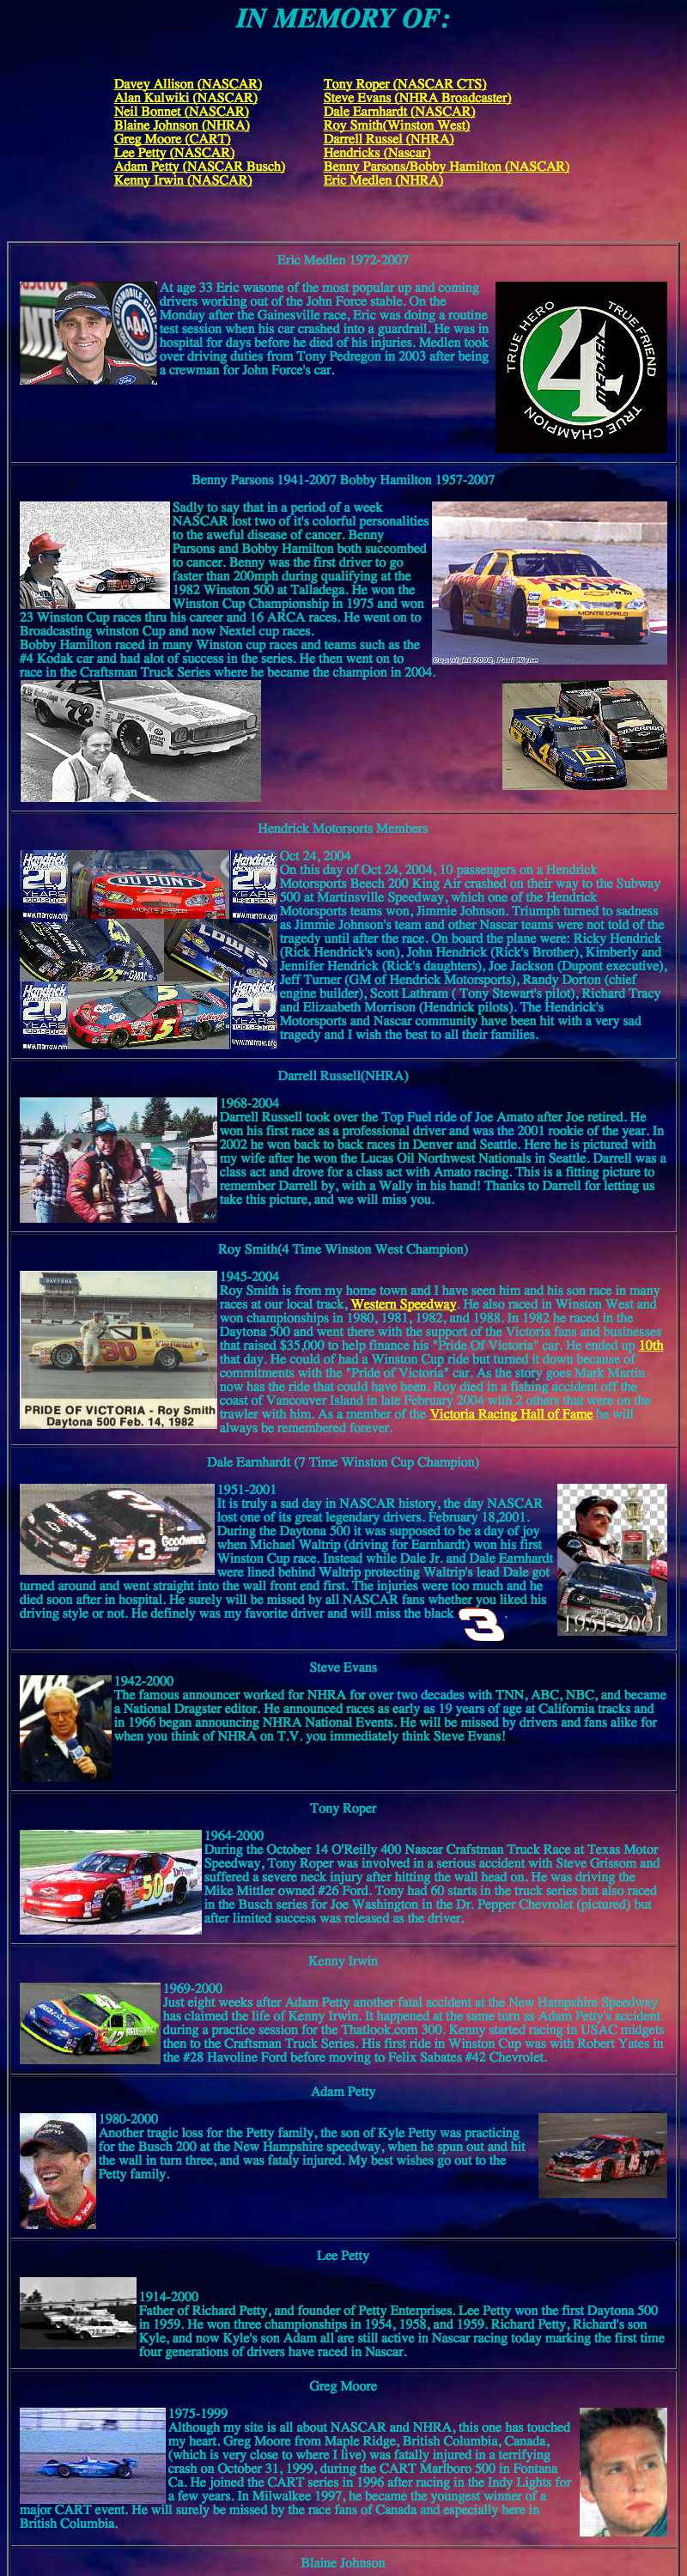 IN MEMORY OF:
Davey Allison (NASCAR)
Alan Kulwiki (NASCAR)
Neil Bonnet (NASCAR)
Blaine Johnson (NHRA)
Greg Moore (CART)
Lee Petty (NASCAR)
Adam Petty (NASCAR Busch)
Kenny Irwin (NASCAR)
Tony Roper (NASCAR CTS)
Steve Evans (NHRA Broadcaster)
Dale Earnhardt (NASCAR)
Roy Smith(Winston West)
Darrell Russel (NHRA)
Hendricks (Nascar)
Benny Parsons/Bobby Hamilton (NASCAR)
Eric Medlen (NHRA)
Eric Medlen 1972-2007
At age 33 Eric wasone of the most popular up and coming
drivers working out of the John Force stable. On the
Monday after the Gainesville race, Eric was doing a routine
test session when his car crashed into a guardrail. He was in
hospital for days before he died of his injuries. Medlen took
over driving duties from Tony Pedregon in 2003 after being
a crewman for John Force's car.
TRUE HERO
TRUE FRIEND
4
TRUE CHAMPION
Benny Parsons 1941-2007 Bobby Hamilton 1957-2007
Sadly to say that in a period of a week
NASCAR lost two of it's colorful personalities
to the aweful disease of cancer. Benny
Parsons and Bobby Hamilton both succombed
to cancer. Benny was the first driver to go
faster than 200mph during qualifying at the
1982 Winston 500 at Talladega. He won the
Winston Cup Championship in 1975 and won
23 Winston Cup races thru his career and 16 ARCA races. He went on to
Broadcasting winston Cup and now Nextel cup races.
Bobby Hamilton raced in many Winston cup races and teams such as the
#4 Kodak car and had alot of success in the series. He then went on to
race in the Craftsman Truck Series where he became the champion in 2004.
MAX
MONTE CARLO
Copyright 2000, Paul Wyne
72
4
SILVERADO
Hendrick Motorsorts Members
Oct 24, 2004
On this day of Oct 24, 2004, 10 passengers on a Hendrick
Motorsports Beech 200 King Air crashed on their way to the Subway
500 at Martinsville Speedway, which one of the Hendrick
Motorsports teams won, Jimmie Johnson. Triumph turned to sadness
as Jimmie Johnson's team and other Nascar teams were not told of the
tragedy until after the race. On board the plane were: Ricky Hendrick
(Rick Hendrick's son), John Hendrick (Rick's Brother), Kimberly and
Jennifer Hendrick (Rick's daughters), Joe Jackson (Dupont executive),
Jeff Turner (GM of Hendrick Motorsports), Randy Dorton (chief
engine builder), Scott Lathram ( Tony Stewart's pilot), Richard Tracy
and Elizaabeth Morrison (Hendrick pilots). The Hendrick's
Motorsports and Nascar community have been hit with a very sad
tragedy and I wish the best to all their families.
Hendrick
20
YEARS
DU PONT
MONTE CARLO
Hendrick
20
YEARS
25
LOWE'S
Hendrick
20
YEARS
5
Hendrick
20
YEARS
Darrell Russell(NHRA)
1968-2004
Darrell Russell took over the Top Fuel ride of Joe Amato after Joe retired. He
won his first race as a professional driver and was the 2001 rookie of the year. In
2002 he won back to back races in Denver and Seattle. Here he is pictured with
my wife after he won the Lucas Oil Northwest Nationals in Seattle. Darrell was a
class act and drove for a class act with Amato racing. This is a fitting picture to
remember Darrell by, with a Wally in his hand! Thanks to Darrell for letting us
take this picture, and we will miss you.
Roy Smith(4 Time Winston West Champion)
1945-2004
Roy Smith is from my home town and I have seen him and his son race in many
races at our local track, Western Speedway. He also raced in Winston West and
won championships in 1980, 1981, 1982, and 1988. In 1982 he raced in the
Daytona 500 and went there with the support of the Victoria fans and businesses
that raised $35,000 to help finance his "Pride Of Victoria" car. He ended up 10th
that day. He could of had a Winston Cup ride but turned it down because of
commitments with the "Pride of Victoria" car. As the story goes Mark Martin
now has the ride that could have been. Roy died in a fishing accident off the
coast of Vancouver Island in late February 2004 with 2 others that were on the
trawler with him. As a member of the Victoria Racing Hall of Fame he will
always be remembered forever.
DAYTONA
30
PRIDE OF VICTORIA - Roy Smith
Daytona 500 Feb. 14, 1982
Dale Earnhardt (7 Time Winston Cup Champion)
1951-2001
It is truly a sad day in NASCAR history, the day NASCAR
lost one of its great legendary drivers. February 18,2001.
During the Daytona 500 it was supposed to be a day of joy
when Michael Waltrip (driving for Earnhardt) won his first
Winston Cup race. Instead while Dale Jr. and Dale Earnhardt
were lined behind Waltrip protecting Waltrip's lead Dale got
turned around and went straight into the wall front end first. The injuries were too much and he
died soon after in hospital. He surely will be missed by all NASCAR fans whether you liked his
driving style or not. He definely was my favorite driver and will miss the black 3 .
3
Goodwrench
1951-2001
Steve Evans
1942-2000
The famous announcer worked for NHRA for over two decades with TNN, ABC, NBC, and became
a National Dragster editor. He announced races as early as 19 years of age at California tracks and
in 1966 began announcing NHRA National Events. He will be missed by drivers and fans alike for
when you think of NHRA on T.V. you immediately think Steve Evans!
Tony Roper
1964-2000
During the October 14 O'Reilly 400 Nascar Crafstman Truck Race at Texas Motor
Speedway, Tony Roper was involved in a serious accident with Steve Grissom and
suffered a severe neck injury after hitting the wall head on. He was driving the
Mike Mittler owned #26 Ford. Tony had 60 starts in the truck series but also raced
in the Busch series for Joe Washington in the Dr. Pepper Chevrolet (pictured) but
after limited success was released as the driver.
50
Kenny Irwin
1969-2000
Just eight weeks after Adam Petty another fatal accident at the New Hampshire Speedway
has claimed the life of Kenny Irwin. It happened at the same turn as Adam Petty's accident
during a practice session for the Thatlook.com 300. Kenny started racing in USAC midgets
then to the Craftsman Truck Series. His first ride in Winston Cup was with Robert Yates in
the #28 Havoline Ford before moving to Felix Sabates #42 Chevrolet.
Adam Petty
1980-2000
Another tragic loss for the Petty family, the son of Kyle Petty was practicing
for the Busch 200 at the New Hampshire speedway, when he spun out and hit
the wall in turn three, and was fataly injured. My best wishes go out to the
Petty family.
45
Lee Petty
1914-2000
Father of Richard Petty, and founder of Petty Enterprises. Lee Petty won the first Daytona 500
in 1959. He won three championships in 1954, 1958, and 1959. Richard Petty, Richard's son
Kyle, and now Kyle's son Adam all are still active in Nascar racing today marking the first time
four generations of drivers have raced in Nascar.
Greg Moore
1975-1999
Although my site is all about NASCAR and NHRA, this one has touched
my heart. Greg Moore from Maple Ridge, British Columbia, Canada,
(which is very close to where I live) was fatally injured in a terrifying
crash on October 31, 1999, during the CART Marlboro 500 in Fontana
Ca. He joined the CART series in 1996 after racing in the Indy Lights for
a few years. In Milwalkee 1997, he became the youngest winner of a
major CART event. He will surely be missed by the race fans of Canada and especially here in
British Columbia.
Blaine Johnson